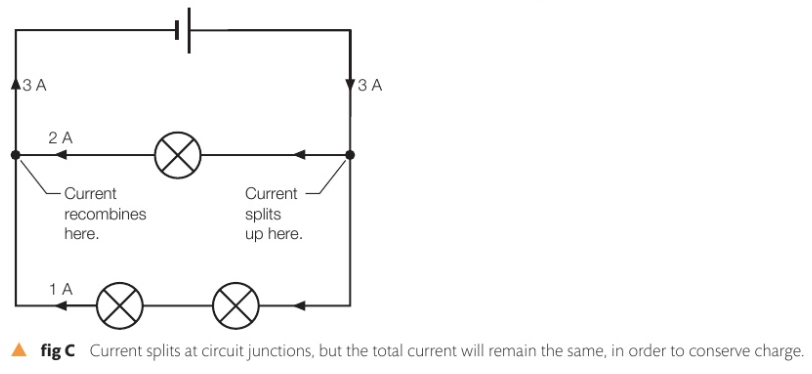 3 A
3 A
2 A
Current
recombines
here.
Current
splits
up here.
1 A
fig C Current splits at circuit junctions, but the total current will remain the same, in order to conserve charge.